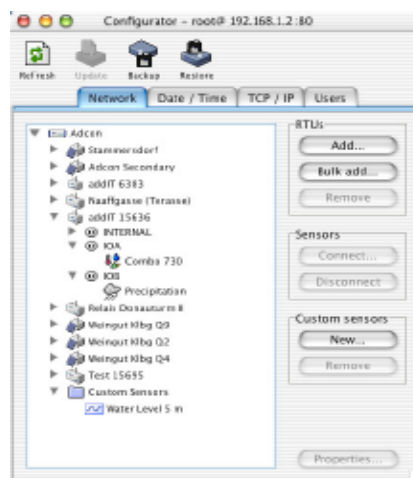 Configurator - root@ 192.168.1.2 :80
Refresh Update Backup Restore
Network Date / Time TCP / IP Users
Adcon
Stammersdorf
Adcon Secondary
addIT 6383
Naaffgasse (Terasse)
addIT 15636
INTERNAL
IOA
Combo 730
IOB
Precipitation
Relais Donauturm II
Weingut Klbg Q9
Weingut Klbg Q2
Weingut Klbg Q4
Test 15695
Custom Sensors
Water Level 5 m
RTUs
Add...
Bulk add...
Remove
Sensors
Connect...
Disconnect
Custom sensors
New...
Remove
Properties...